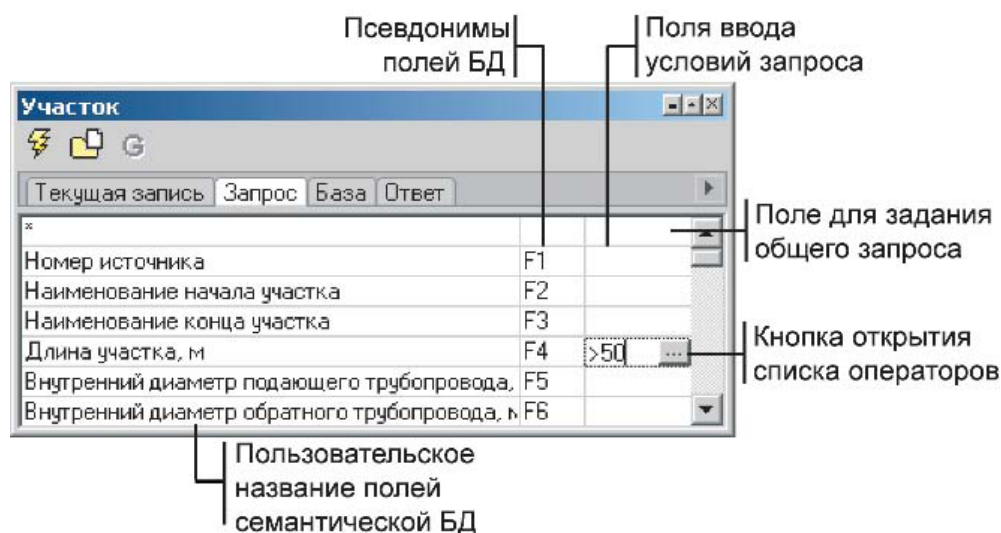 Псевдонимы
полей БД
Поля ввода
условий запроса
Участок
G
Текущая запись Запрос База Ответ
*
Номер источника F1
Наименование начала участка F2
Наименование конца участка F3
Длина участка, м F4 >50 ...
Внутренний диаметр подающего трубопровода, F5
Внутренний диаметр обратного трубопровода, м F6
Поле для задания
общего запроса
Кнопка открытия
списка операторов
Пользовательское
название полей
семантической БД